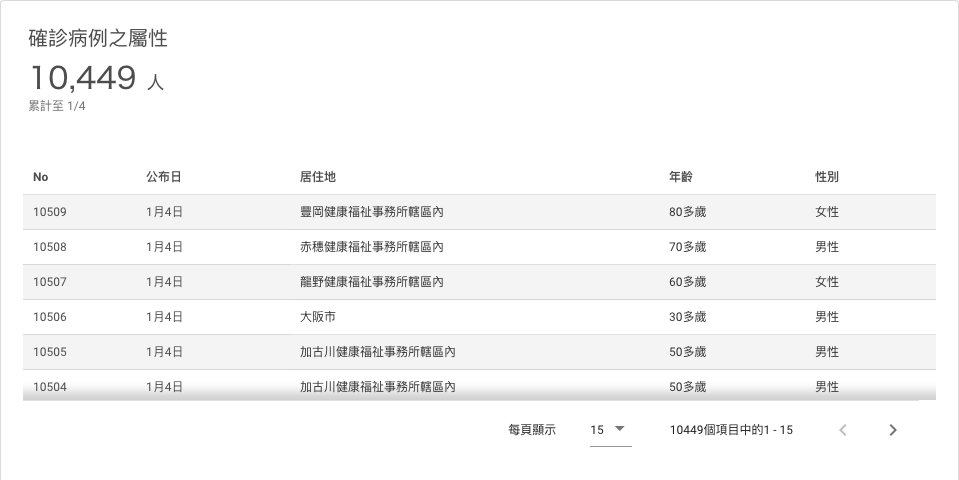 確診病例之屬性
10,449 人
累計至 1/4
No 公布日 居住地 年齡 性別
10509 1月4日 豐岡健康福祉事務所轄區內 80多歲 女性
10508 1月4日 赤穗健康福祉事務所轄區內 70多歲 男性
10507 1月4日 龍野健康福祉事務所轄區內 60多歲 女性
10506 1月4日 大阪市 30多歲 男性
10505 1月4日 加古川健康福祉事務所轄區內 50多歲 男性
10504 1月4日 加古川健康福祉事務所轄區內 50多歲 男性
每頁顯示 15 10449個項目中的1 - 15